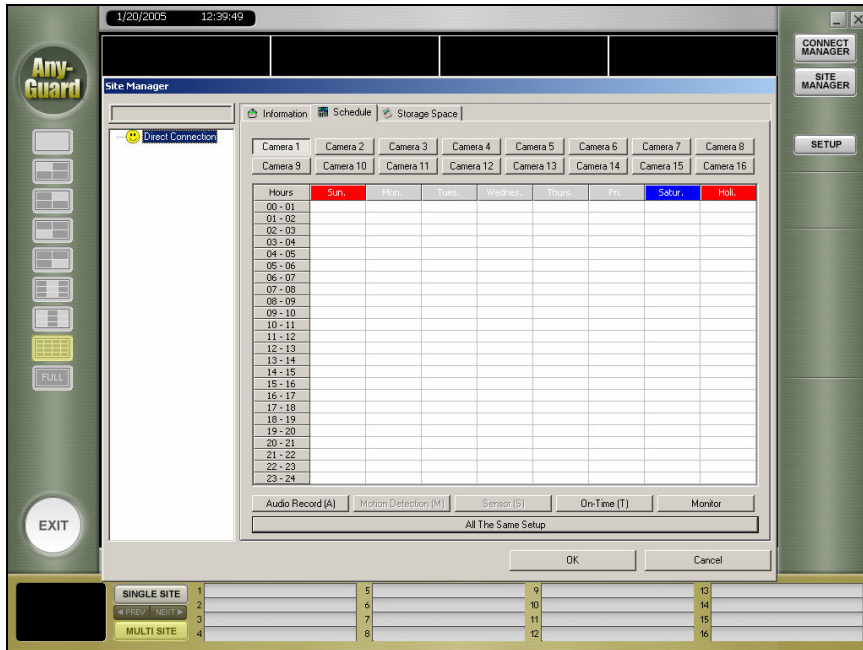 1/20/2005 12:39:49
Any-
Guard
CONNECT
MANAGER
SITE
MANAGER
SETUP
Site Manager
Information Schedule Storage Space
Direct Connection
Camera 1 Camera 2 Camera 3 Camera 4 Camera 5 Camera 6 Camera 7 Camera 8
Camera 9 Camera 10 Camera 11 Camera 12 Camera 13 Camera 14 Camera 15 Camera 16
Hours Sun. Mon. Tues. Wednes. Thurs. Fri. Satur. Holi.
00 - 01
01 - 02
02 - 03
03 - 04
04 - 05
05 - 06
06 - 07
07 - 08
08 - 09
09 - 10
10 - 11
11 - 12
12 - 13
13 - 14
14 - 15
15 - 16
16 - 17
17 - 18
18 - 19
19 - 20
20 - 21
21 - 22
22 - 23
23 - 24
FULL
Audio Record (A) Motion Detection (M) Sensor (S) On-Time (T) Monitor
All The Same Setup
EXIT
OK Cancel
SINGLE SITE
PREV NEXT
MULTI SITE
1 5 9 13
2 6 10 14
3 7 11 15
4 8 12 16